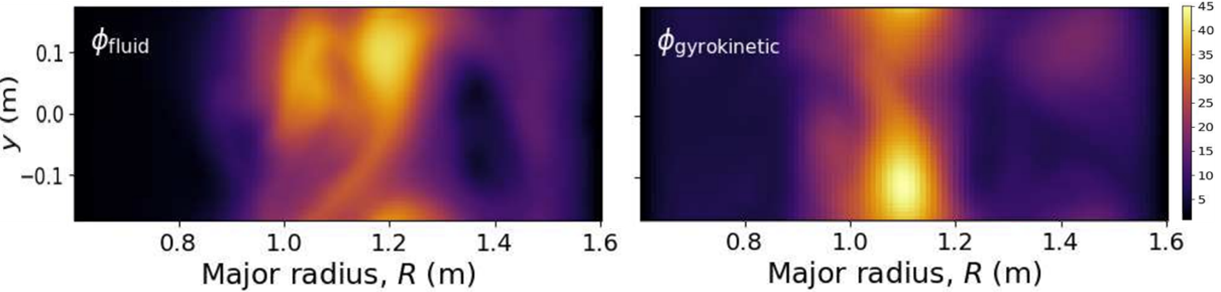 ϕfluid
ϕgyrokinetic
y (m)
0.1
0.0
−0.1
0.8 1.0 1.2 1.4 1.6
0.8 1.0 1.2 1.4 1.6
Major radius, R (m)
Major radius, R (m)
45
40
35
30
25
20
15
10
5